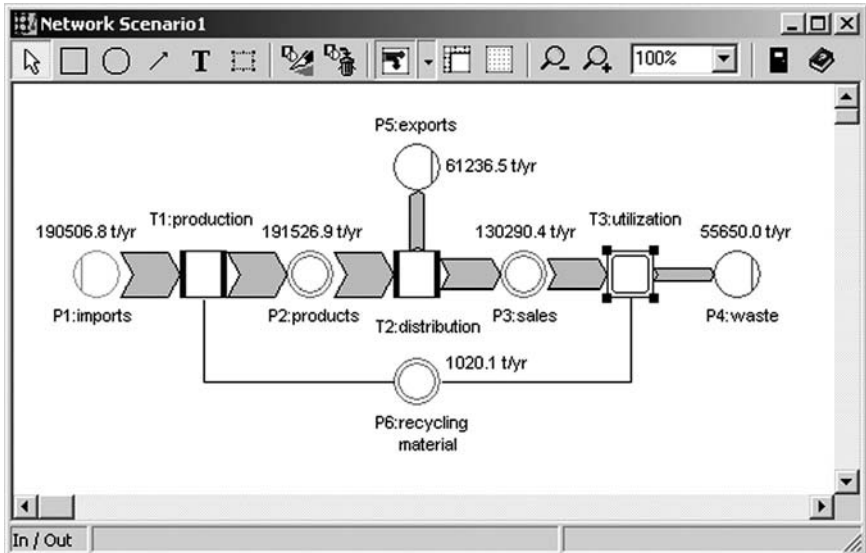 Network Scenario1
T
100%
P5:exports
61236.5 t/yr
T1:production
T3:utilization
190506.8 t/yr
191526.9 t/yr
130290.4 t/yr
55650.0 t/yr
P1:imports
P2:products
T2:distribution
P3:sales
P4:waste
1020.1 t/yr
P6:recycling
material
In / Out